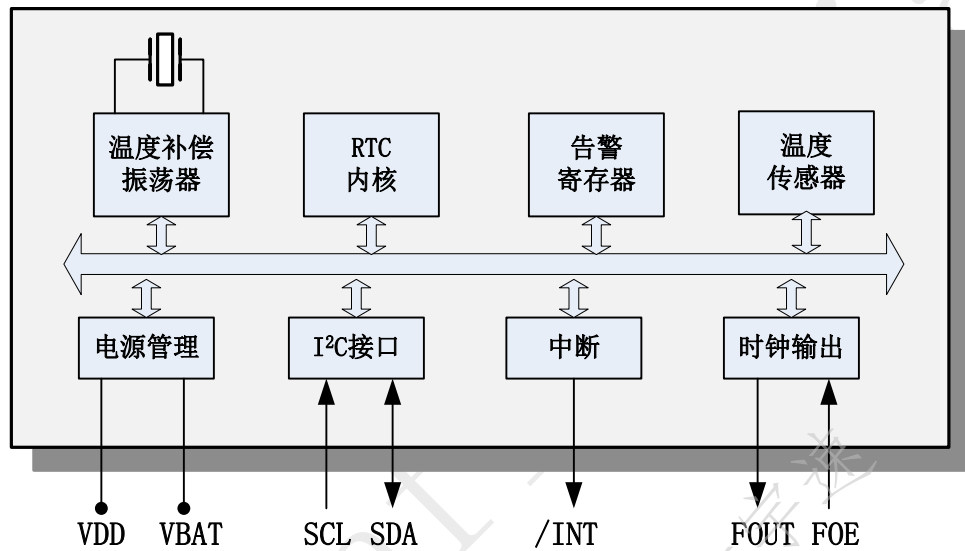 温度补偿
振荡器
RTC
内核
告警
寄存器
温度
传感器
电源管理
I²C接口
中断
时钟输出
VDD
VBAT
SCL
SDA
/INT
FOUT
FOE